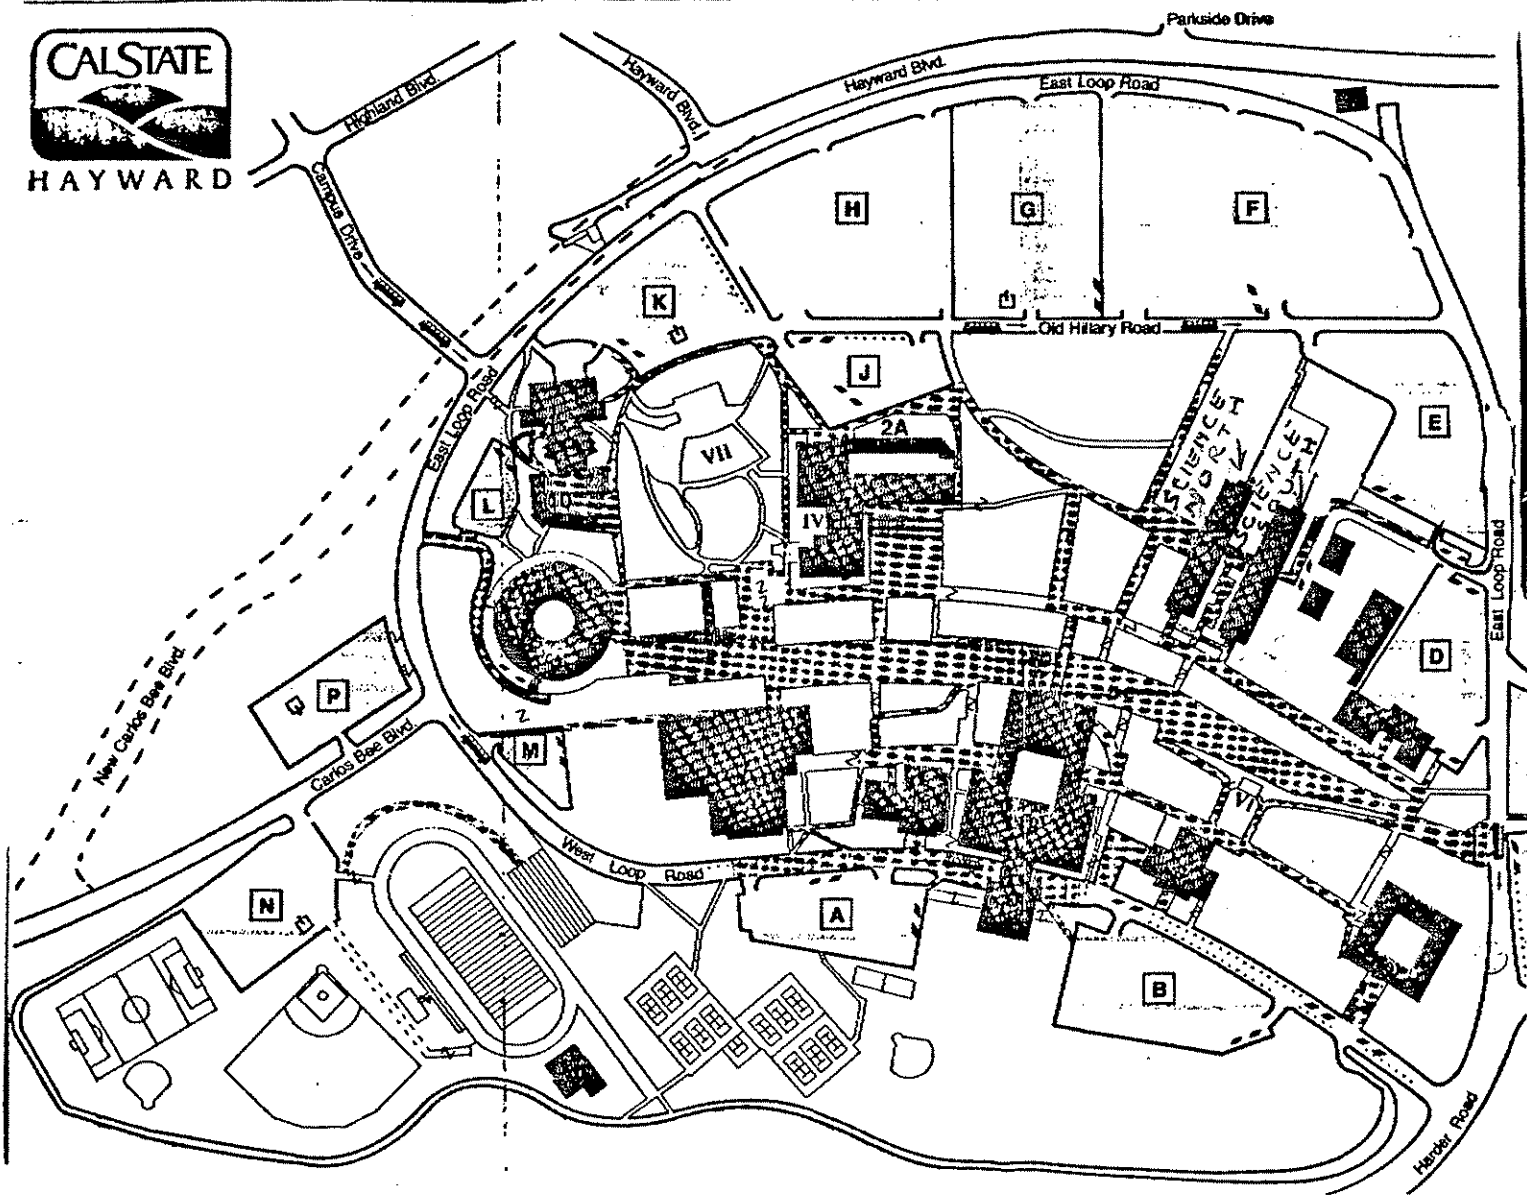 CAL STATE
HAYWARD
Parkside Drive
Hayward Blvd.
Hayward Blvd.
Highland Blvd.
East Loop Road
Campus Drive
H
G
F
K
Old Hillary Road
J
E
East Loop Road
2A
VII
SCIENCE
NORTH
SCIENCE
SOUTH
L
IV
East Loop Road
D
New Carlos Bee Blvd.
P
M
Carlos Bee Blvd.
VI
West Loop Road
N
A
B
Harder Road